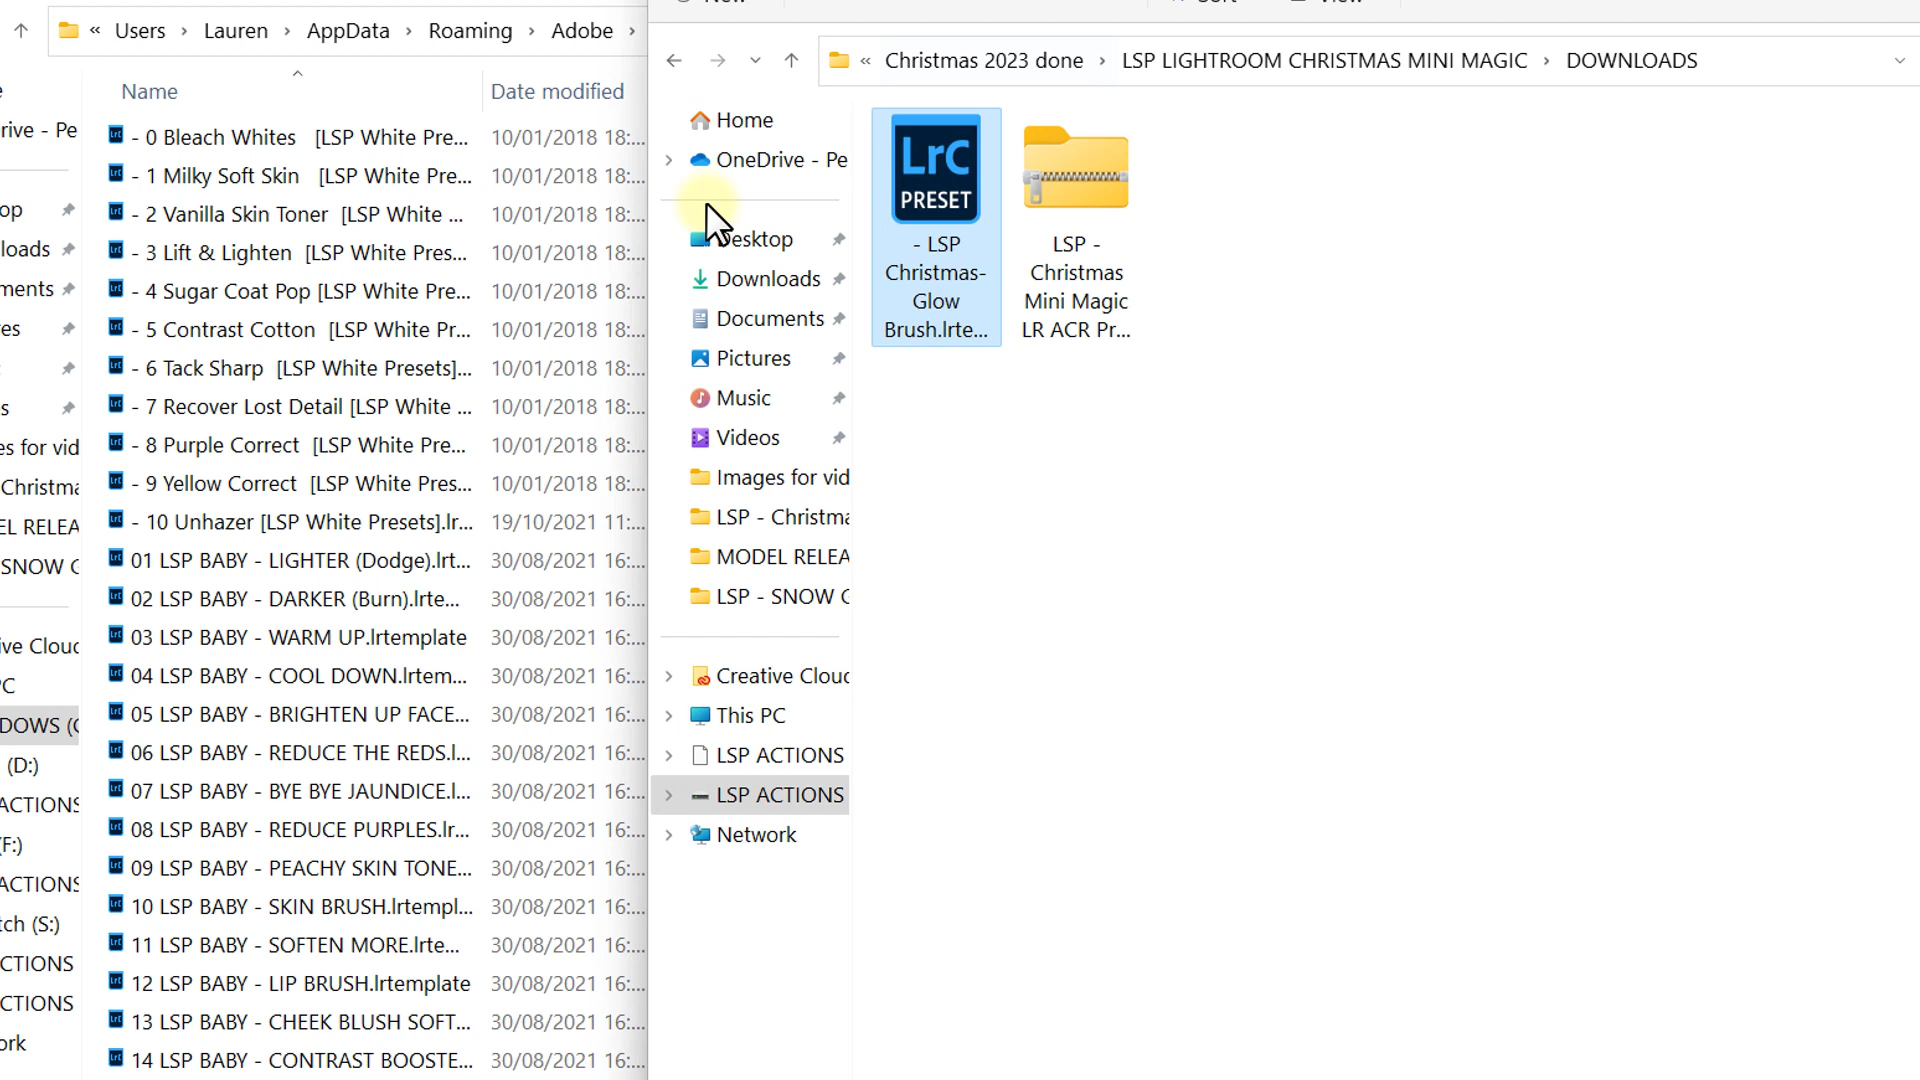 « Users > Lauren > AppData > Roaming > Adobe >
Name
Date modified
- 0 Bleach Whites [LSP White Pre... 10/01/2018 18:...
- 1 Milky Soft Skin [LSP White Pre... 10/01/2018 18:...
- 2 Vanilla Skin Toner [LSP White ... 10/01/2018 18:...
- 3 Lift & Lighten [LSP White Pres... 10/01/2018 18:...
- 4 Sugar Coat Pop [LSP White Pre... 10/01/2018 18:...
- 5 Contrast Cotton [LSP White Pr... 10/01/2018 18:...
- 6 Tack Sharp [LSP White Presets]... 10/01/2018 18:...
- 7 Recover Lost Detail [LSP White ... 10/01/2018 18:...
- 8 Purple Correct [LSP White Pre... 10/01/2018 18:...
- 9 Yellow Correct [LSP White Pres... 10/01/2018 18:...
- 10 Unhazer [LSP White Presets].lr... 19/10/2021 11:...
01 LSP BABY - LIGHTER (Dodge).lrt... 30/08/2021 16:...
02 LSP BABY - DARKER (Burn).lrte... 30/08/2021 16:...
03 LSP BABY - WARM UP.lrtemplate 30/08/2021 16:...
04 LSP BABY - COOL DOWN.lrtem... 30/08/2021 16:...
05 LSP BABY - BRIGHTEN UP FACE... 30/08/2021 16:...
06 LSP BABY - REDUCE THE REDS.l... 30/08/2021 16:...
07 LSP BABY - BYE BYE JAUNDICE.l... 30/08/2021 16:...
08 LSP BABY - REDUCE PURPLES.lr... 30/08/2021 16:...
09 LSP BABY - PEACHY SKIN TONE... 30/08/2021 16:...
10 LSP BABY - SKIN BRUSH.lrtempl... 30/08/2021 16:...
11 LSP BABY - SOFTEN MORE.lrte... 30/08/2021 16:...
12 LSP BABY - LIP BRUSH.lrtemplate 30/08/2021 16:...
13 LSP BABY - CHEEK BLUSH SOFT... 30/08/2021 16:...
14 LSP BABY - CONTRAST BOOSTE... 30/08/2021 16:...
rive - Pe
op
loads
ments
res
s
es for vid
Christma
EL RELEA
SNOW G
ive Cloud
PC
DOWS (C
(D:)
ACTIONS
(F:)
ACTIONS
tch (S:)
CTIONS
CTIONS
ork
« Christmas 2023 done > LSP LIGHTROOM CHRISTMAS MINI MAGIC > DOWNLOADS
Home
OneDrive - Pe
Desktop
Downloads
Documents
Pictures
Music
Videos
Images for vid
LSP - Christma
MODEL RELEA
LSP - SNOW G
Creative Cloud
This PC
LSP ACTIONS
LSP ACTIONS
Network
LrC
PRESET
- LSP
Christmas-
Glow
Brush.lrte...
LSP -
Christmas
Mini Magic
LR ACR Pr...